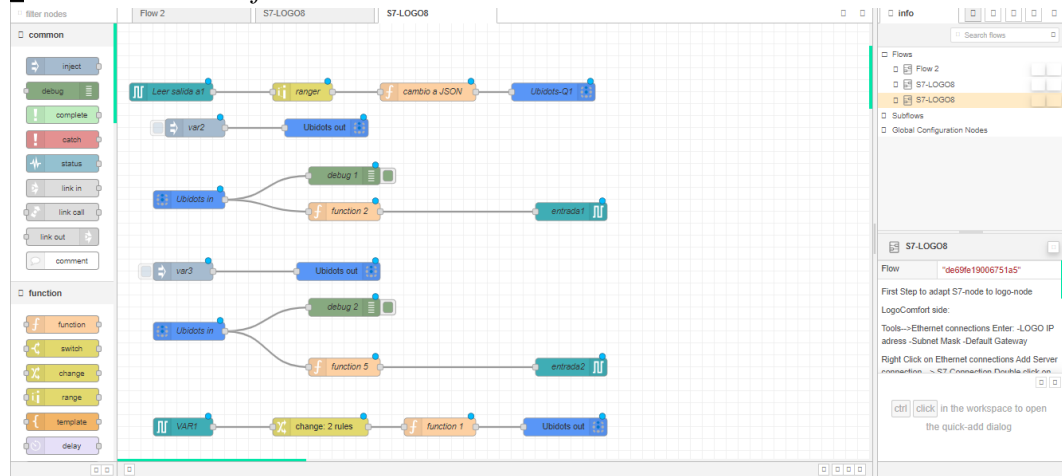 filter nodes
Flow 2
S7-LOGO8
S7-LOGO8
info
Search flows
common
inject
debug
complete
catch
status
link in
link call
link out
comment
function
function
switch
change
range
template
delay
Leer salida a1
ranger
cambio a JSON
Ubidots-Q1
var2
Ubidots out
Ubidots in
debug 1
function 2
entrada1
var3
Ubidots out
Ubidots in
debug 2
function 5
entrada2
VAR1
change: 2 rules
function 1
Ubidots out
Flows
Flow 2
S7-LOGO8
S7-LOGO8
Subflows
Global Configuration Nodes
S7-LOGO8
Flow "de69fe19006751a5"
First Step to adapt S7-node to logo-node
LogoComfort side:
Tools-->Ethernet connections Enter: -LOGO IP
adress -Subnet Mask -Default Gateway
Right Click on Ethernet connections Add Server
connection --> S7 Connection Double click on
ctrl click in the workspace to open
the quick-add dialog